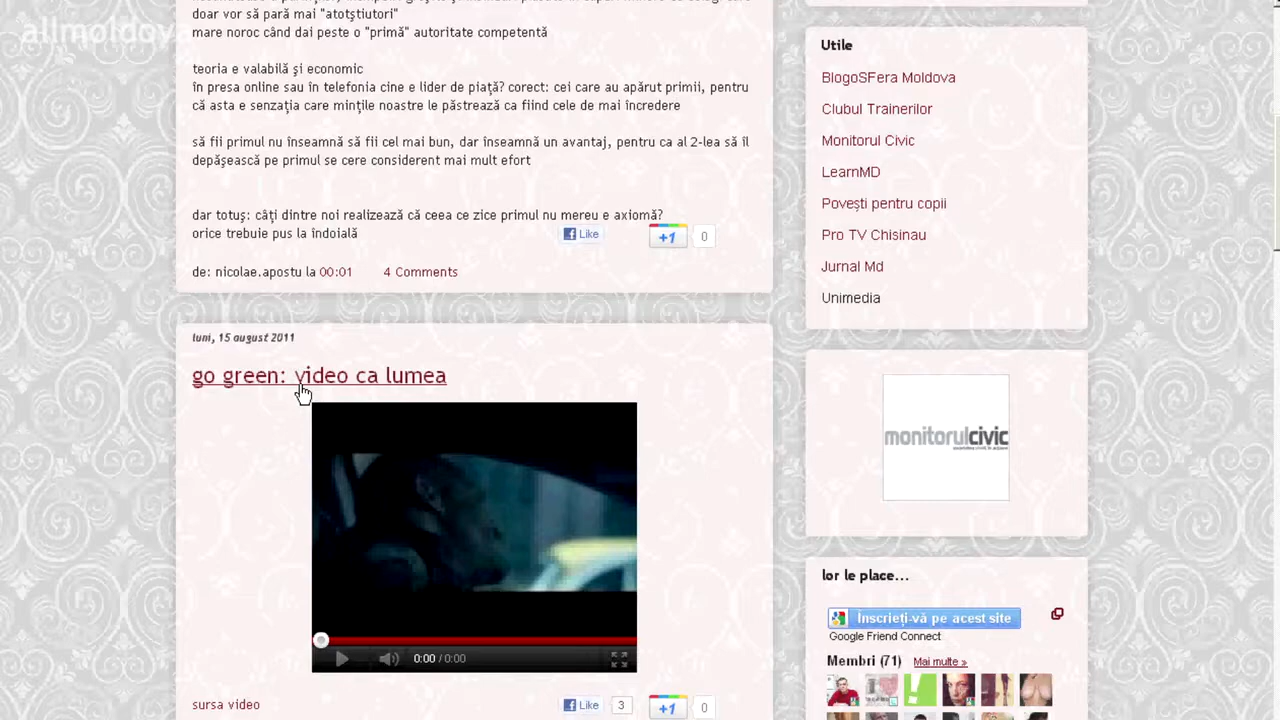 allmoldova
doar vor să pară mai "atotștiutori"
mare noroc când dai peste o "primă" autoritate competentă
teoria e valabilă și economic
în presa online sau în telefonia cine e lider de piață? corect: cei care au apărut primii, pentru
că asta e senzația care mințile noastre le păstrează ca fiind cele de mai încredere
să fii primul nu înseamnă să fii cel mai bun, dar înseamnă un avantaj, pentru ca al 2-lea să îl
depășească pe primul se cere considerent mai mult efort
dar totuș: câți dintre noi realizează că ceea ce zice primul nu mereu e axiomă?
orice trebuie pus la îndoială
Like
+1
0
de: nicolae.apostu la 00:01 4 Comments
luni, 15 august 2011
go green: video ca lumea
0:00 / 0:00
sursa video
Like
3
+1
0
Utile
BlogoSFera Moldova
Clubul Trainerilor
Monitorul Civic
LearnMD
Povești pentru copii
Pro TV Chisinau
Jurnal Md
Unimedia
monitorulcivic
lor le place...
Înscrieți-vă pe acest site
Google Friend Connect
Membri (71) Mai multe »